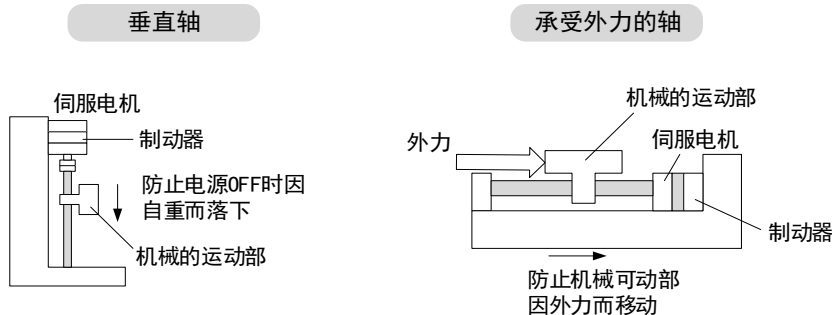 垂直轴
伺服电机
制动器
防止电源OFF时因
自重而落下
机械的运动部
承受外力的轴
机械的运动部
外力
伺服电机
制动器
防止机械可动部
因外力而移动